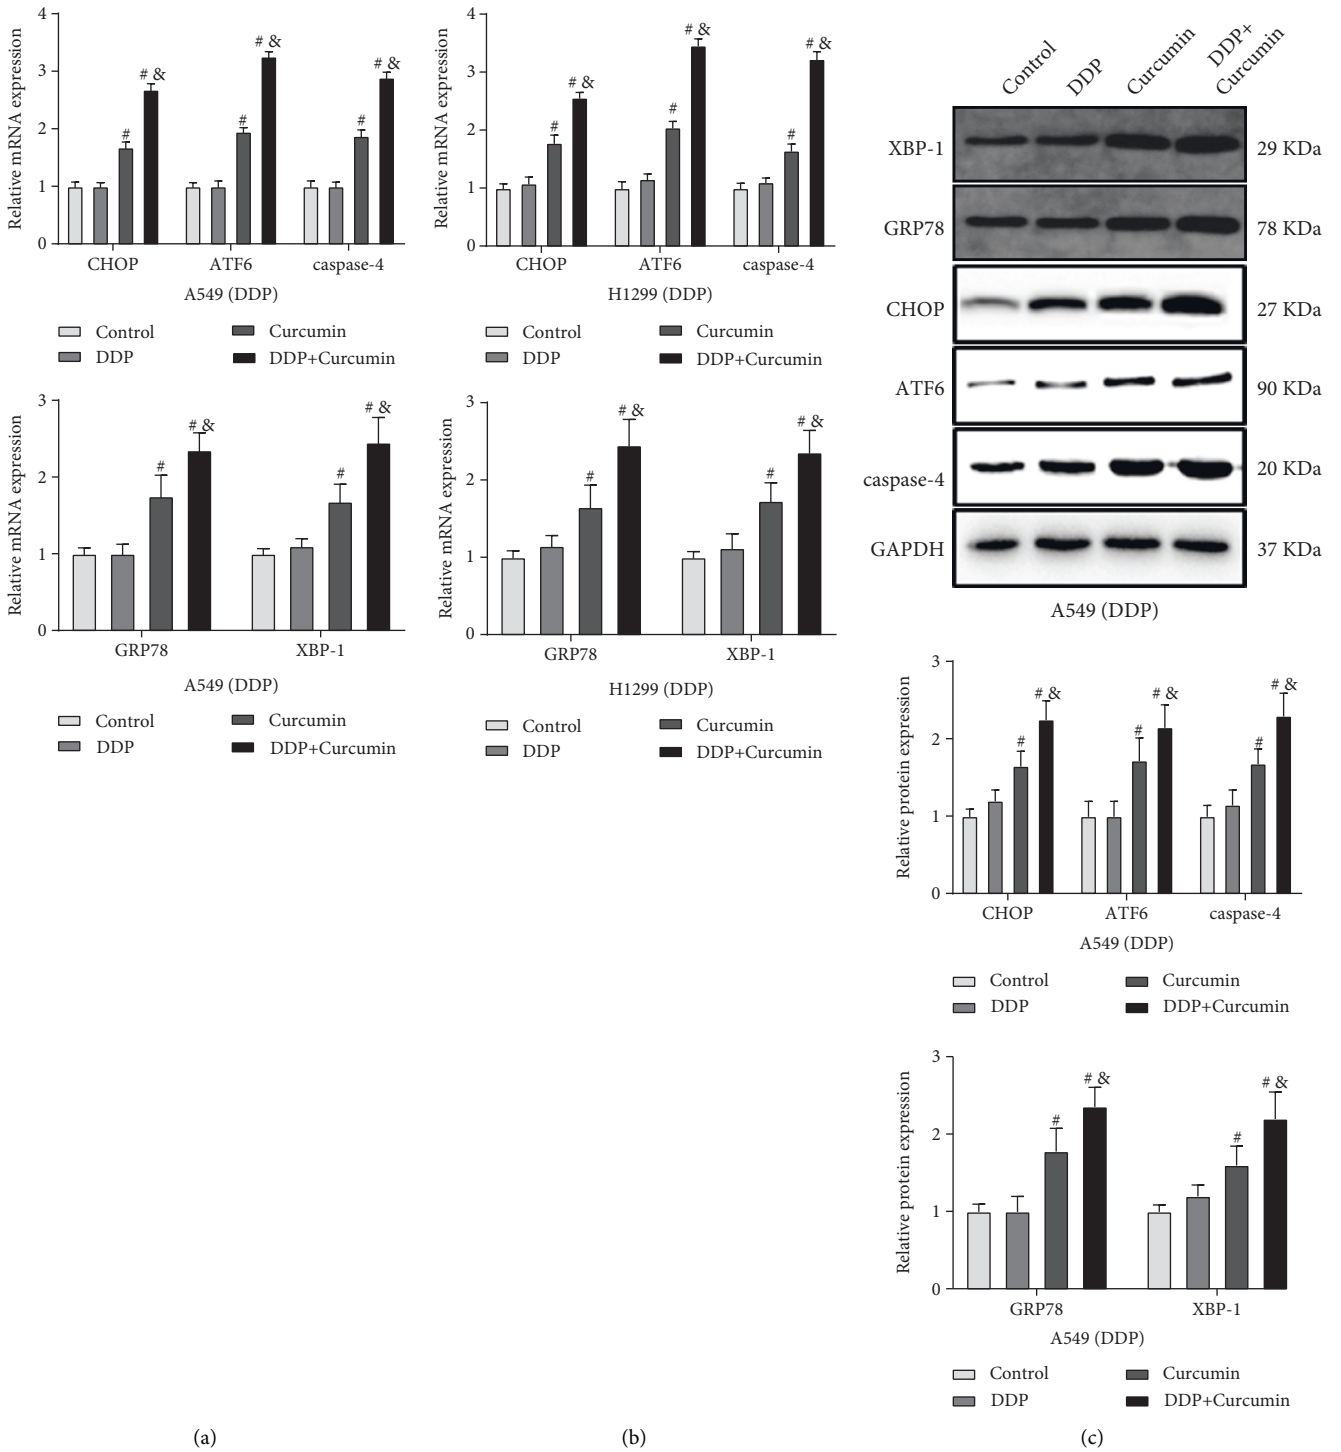 Relative mRNA expression
4
3
2
1
0
# # &
# # &
# # &
CHOP ATF6 caspase-4
A549 (DDP)
Control Curcumin
DDP DDP+Curcumin
Relative mRNA expression
3
2
1
0
# # &
# # &
GRP78 XBP-1
A549 (DDP)
Control Curcumin
DDP DDP+Curcumin
(a)
Relative mRNA expression
4
3
2
1
0
# # &
# # &
# # &
CHOP ATF6 caspase-4
H1299 (DDP)
Control Curcumin
DDP DDP+Curcumin
Relative mRNA expression
3
2
1
0
# # &
# # &
GRP78 XBP-1
H1299 (DDP)
Control Curcumin
DDP DDP+Curcumin
(b)
Control
DDP
Curcumin
DDP+
Curcumin
XBP-1 29 KDa
GRP78 78 KDa
CHOP 27 KDa
ATF6 90 KDa
caspase-4 20 KDa
GAPDH 37 KDa
A549 (DDP)
Relative protein expression
3
2
1
0
# # &
# # &
# # &
CHOP ATF6 caspase-4
A549 (DDP)
Control Curcumin
DDP DDP+Curcumin
Relative protein expression
3
2
1
0
# # &
# # &
GRP78 XBP-1
A549 (DDP)
Control Curcumin
DDP DDP+Curcumin
(c)